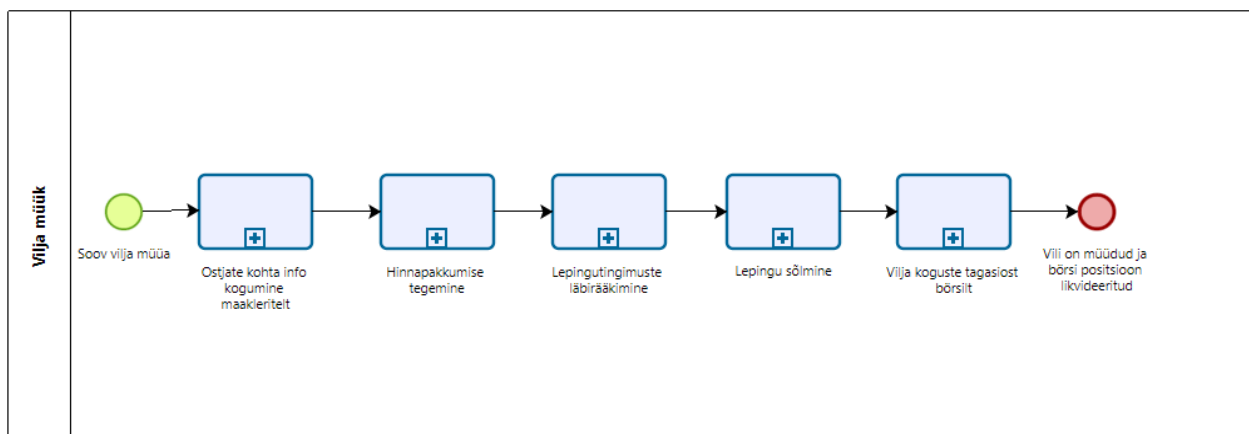 Vilja müük
Soov vilja müüa
Ostjate kohta info
kogumine
maakleritelt
Hinnapakkumise
tegemine
Lepingutingimuste
läbirääkimine
Lepingu sõlmine
Vilja koguste tagasiost
börsilt
Vili on müüdud ja
börsi positsioon
likvideeritud